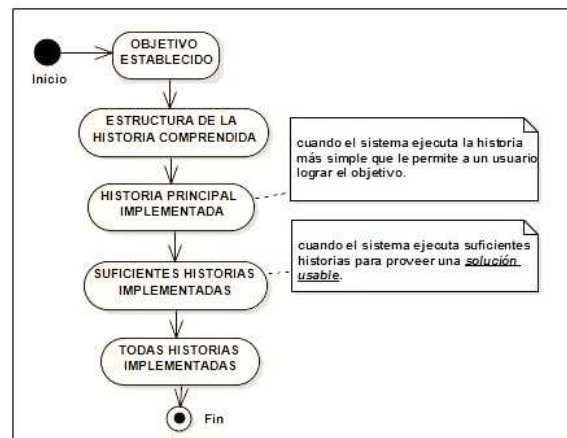 OBJETIVO
ESTABLECIDO
Inicio
ESTRUCTURA DE LA
HISTORIA COMPRENDIDA
cuando el sistema ejecuta la historia
más simple que le permite a un usuario
lograr el objetivo.
HISTORIA PRINCIPAL
IMPLEMENTADA
cuando el sistema ejecuta suficientes
historias para proveer una solución
usable.
SUFICIENTES HISTORIAS
IMPLEMENTADAS
TODAS HISTORIAS
IMPLEMENTADAS
Fin